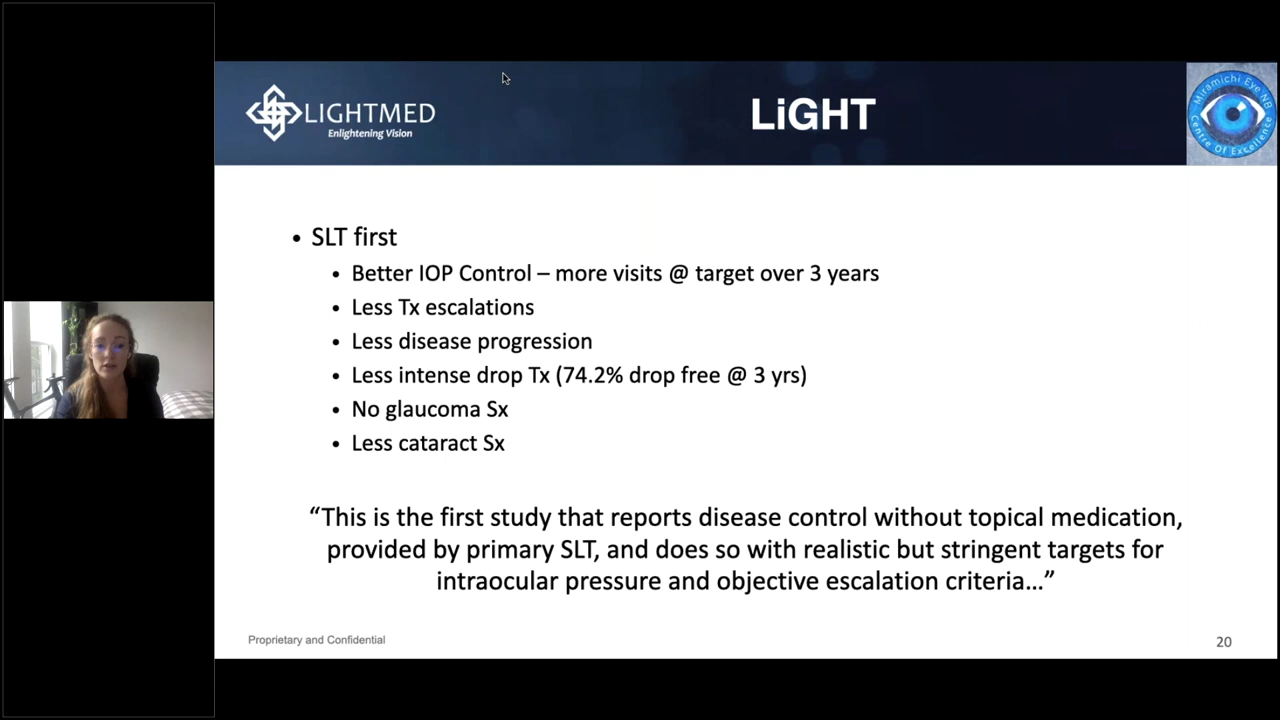 LIGHTMED
Enlightening Vision
LiGHT
Miramichi Eye NB
Centre Of Excellence
• SLT first
• Better IOP Control – more visits @ target over 3 years
• Less Tx escalations
• Less disease progression
• Less intense drop Tx (74.2% drop free @ 3 yrs)
• No glaucoma Sx
• Less cataract Sx
“This is the first study that reports disease control without topical medication,
provided by primary SLT, and does so with realistic but stringent targets for
intraocular pressure and objective escalation criteria...”
Proprietary and Confidential
20